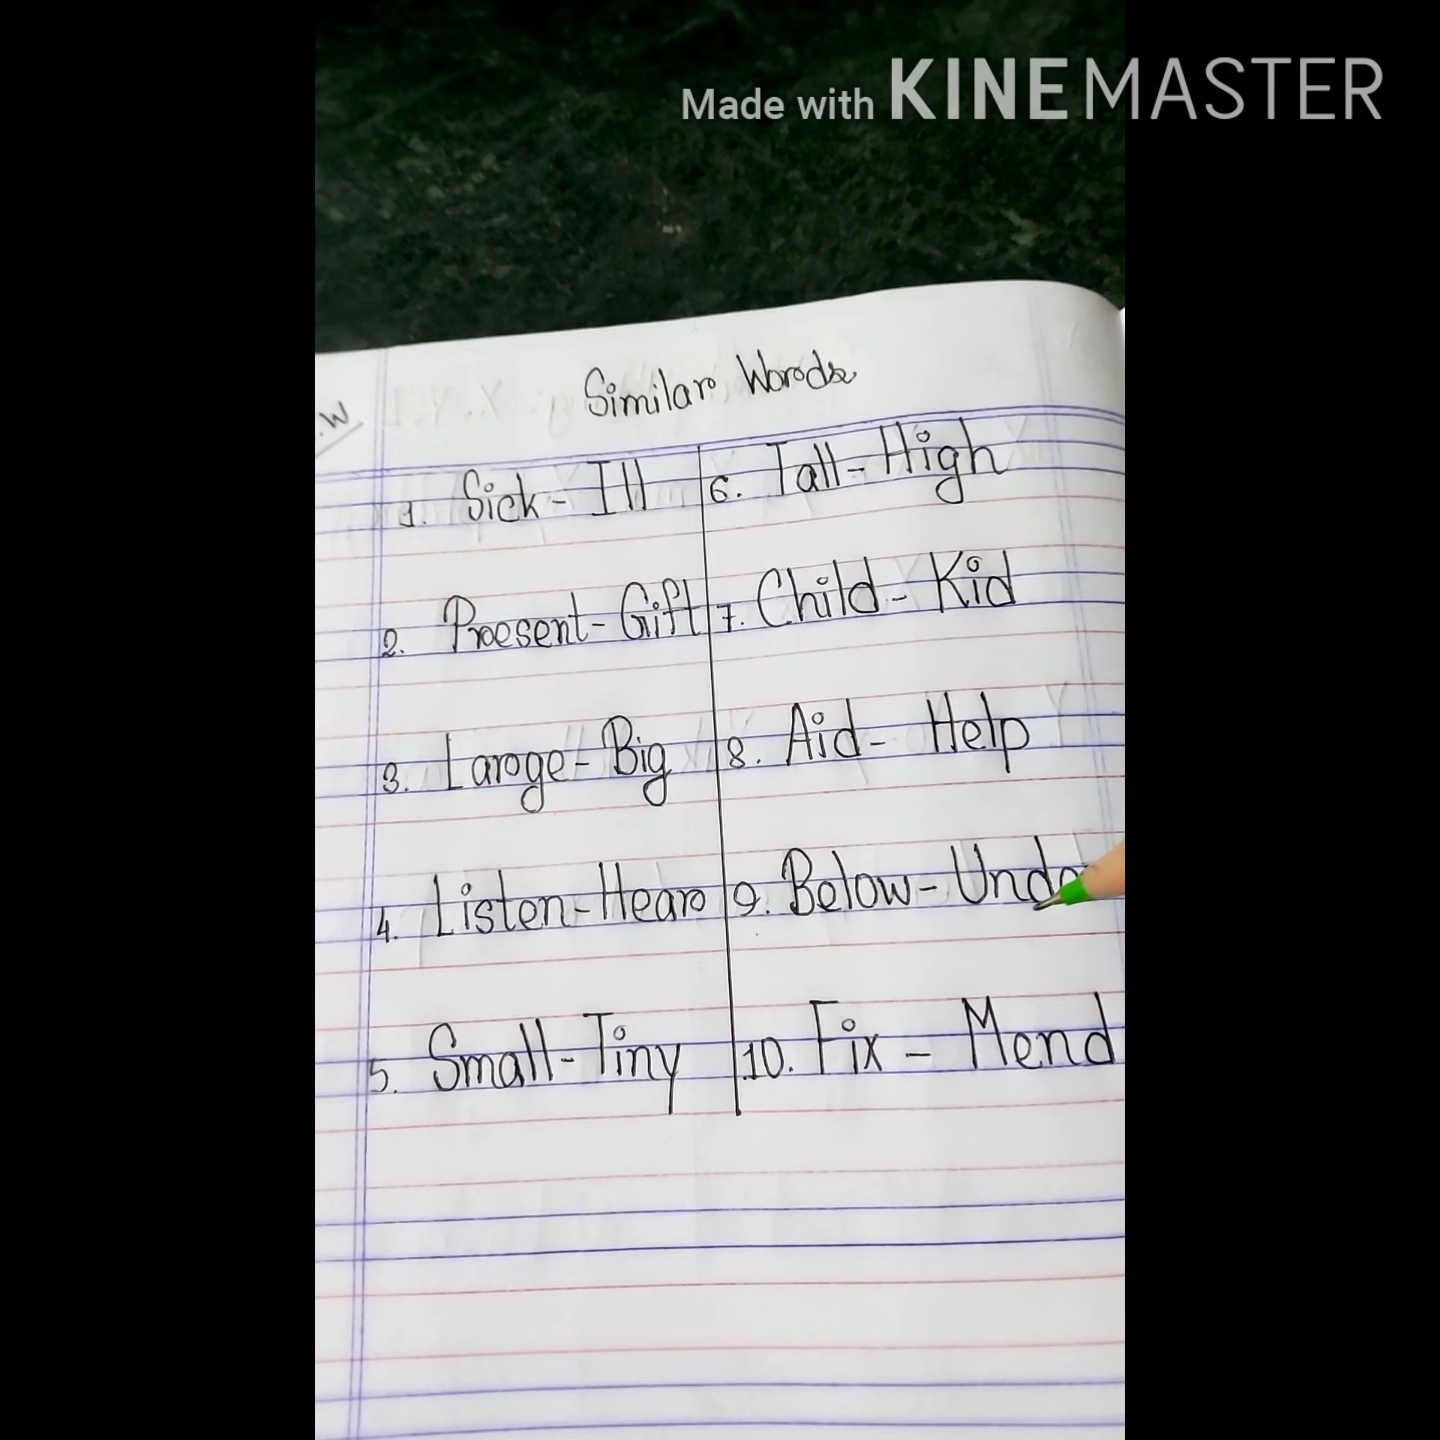 Made with KINEMASTER
.W
Similar Words
1. Sick - Ill
2. Present - Gift
3. Large - Big
4. Listen - Hear
5. Small - Tiny
6. Tall - High
7. Child - Kid
8. Aid - Help
9. Below -
10. Fix - Mend